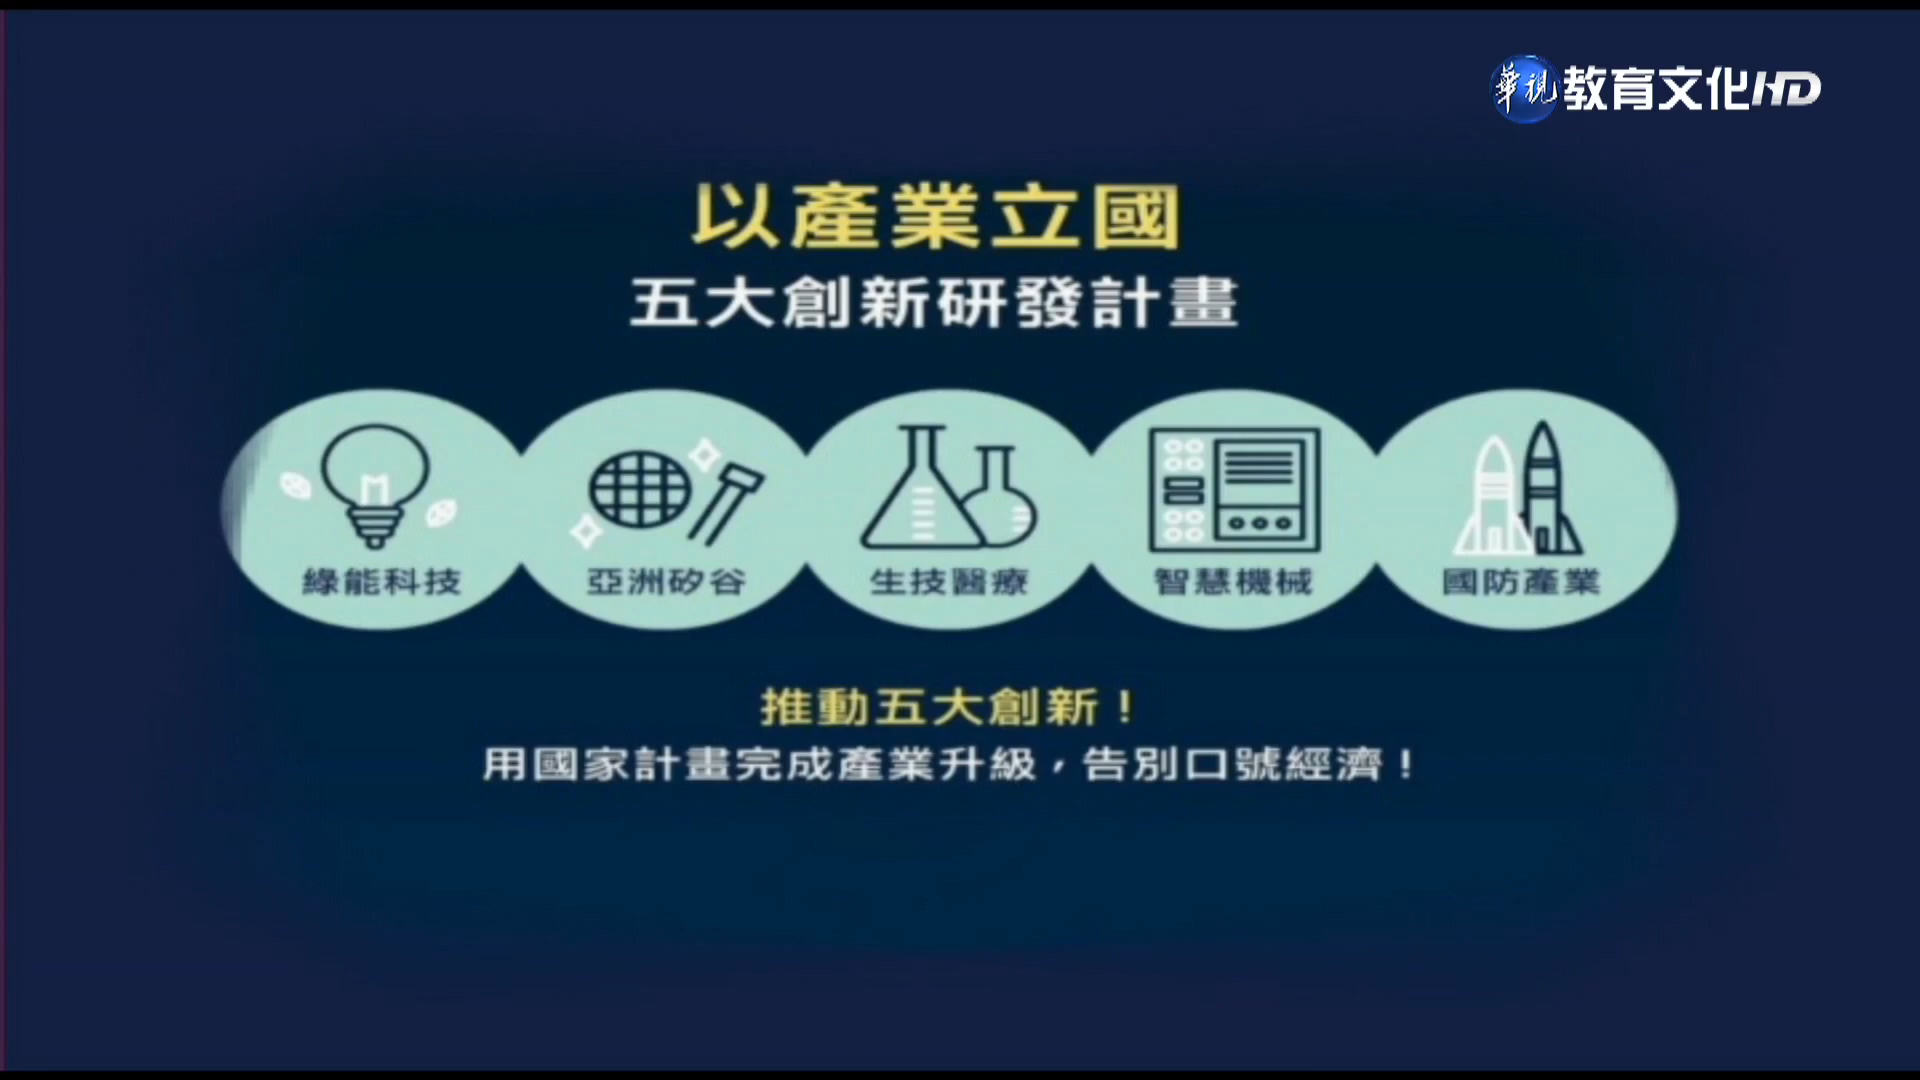 華視 教育文化HD
以產業立國
五大創新研發計畫
綠能科技
亞洲矽谷
生技醫療
智慧機械
國防產業
推動五大創新！
用國家計畫完成產業升級，告別口號經濟！